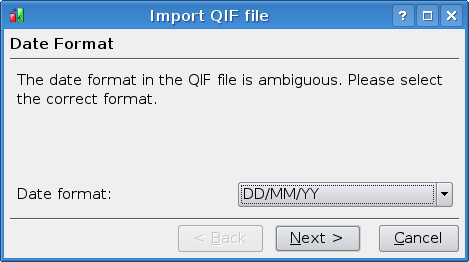 Import QIF file
Date Format
The date format in the QIF file is ambiguous. Please select
the correct format.
Date format: DD/MM/YY
< Back Next > Cancel